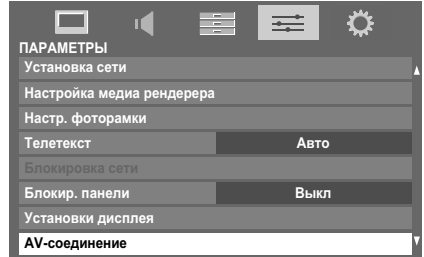 ПАРАМЕТРЫ
Установка сети
Настройка медиа рендерера
Настр. фоторамки
Телетекст Авто
Блокировка сети
Блокир. панели Выкл
Установки дисплея
AV-соединение